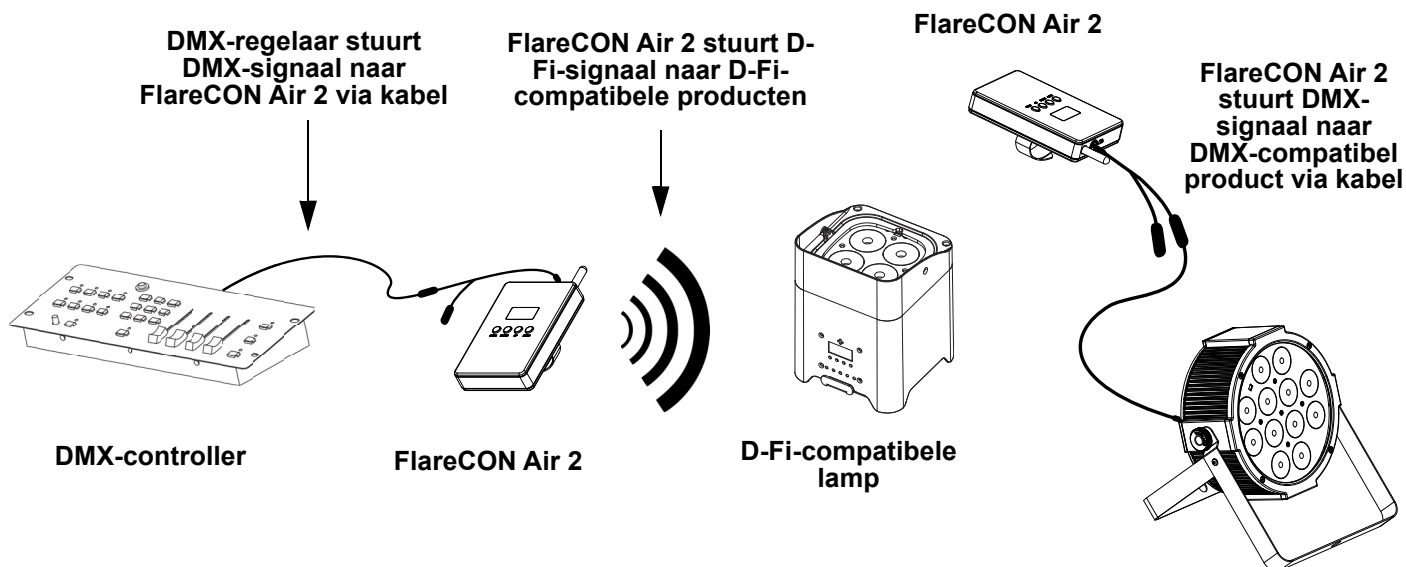 DMX-regelaar stuurt
DMX-signaal naar
FlareCON Air 2 via kabel
FlareCON Air 2 stuurt D-
Fi-signaal naar D-Fi-
compatibele producten
FlareCON Air 2
FlareCON Air 2
stuurt DMX-
signaal naar
DMX-compatibel
product via kabel
DMX-controller
FlareCON Air 2
D-Fi-compatibele
lamp